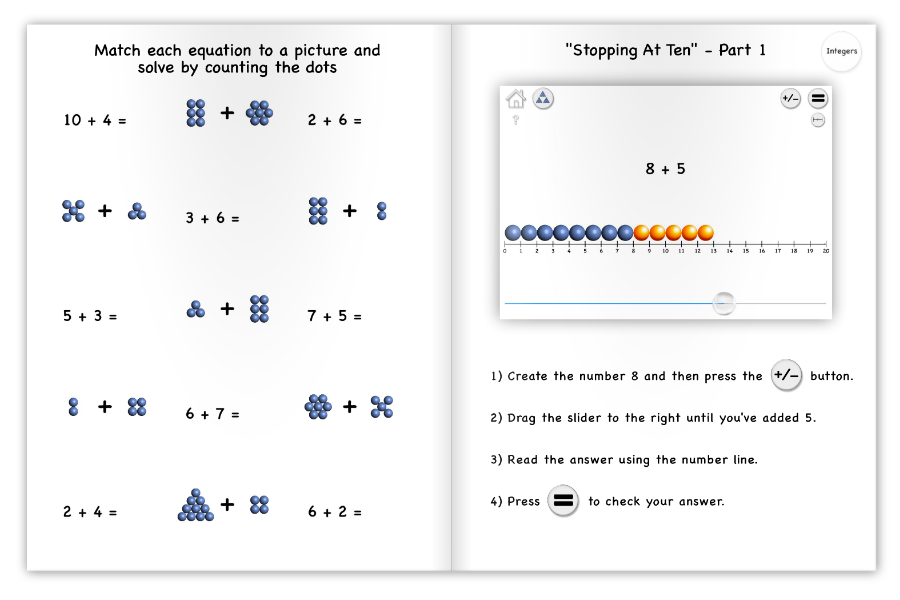 Match each equation to a picture and
solve by counting the dots
10 + 4 =
+
2 + 6 =
+
3 + 6 =
+
5 + 3 =
+
7 + 5 =
+
6 + 7 =
+
2 + 4 =
+
6 + 2 =
"Stopping At Ten" - Part 1
Integers
+/-
=
?
8 + 5
0 1 2 3 4 5 6 7 8 9 10 11 12 13 14 15 16 17 18 19 20
1) Create the number 8 and then press the +/- button.
2) Drag the slider to the right until you've added 5.
3) Read the answer using the number line.
4) Press = to check your answer.